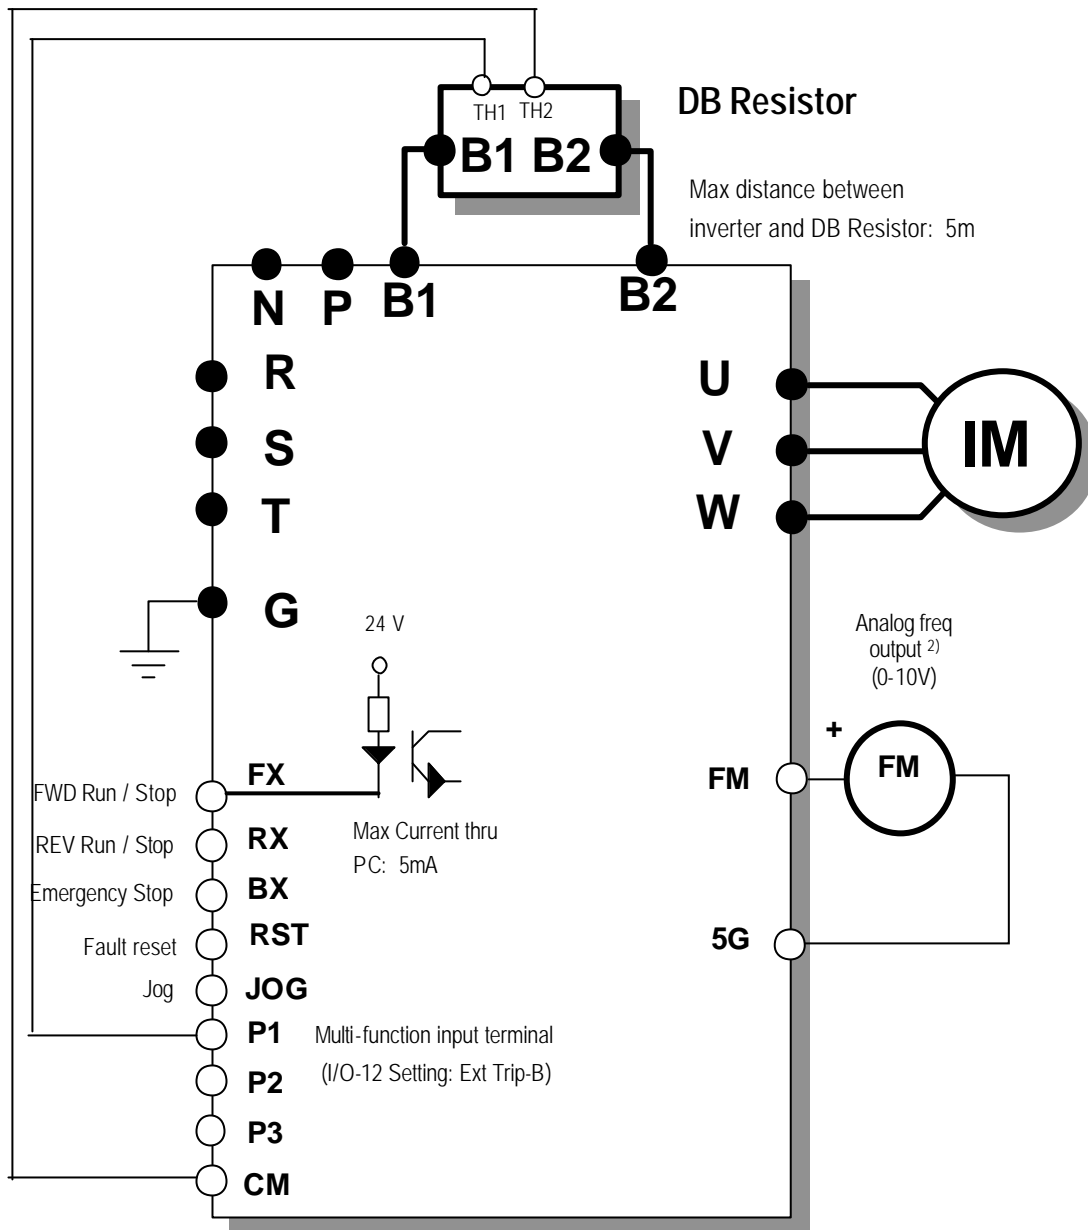 TH1 TH2
B1 B2
DB Resistor
Max distance between
inverter and DB Resistor: 5m
N P B1 B2
R
S
T
G
U
V
W
IM
24 V
Analog freq
output 2)
(0-10V)
+
FM
FM
5G
Max Current thru
PC: 5mA
FWD Run / Stop FX
REV Run / Stop RX
Emergency Stop BX
Fault reset RST
Jog JOG
P1 Multi-function input terminal
(I/O-12 Setting: Ext Trip-B)
P2
P3
CM